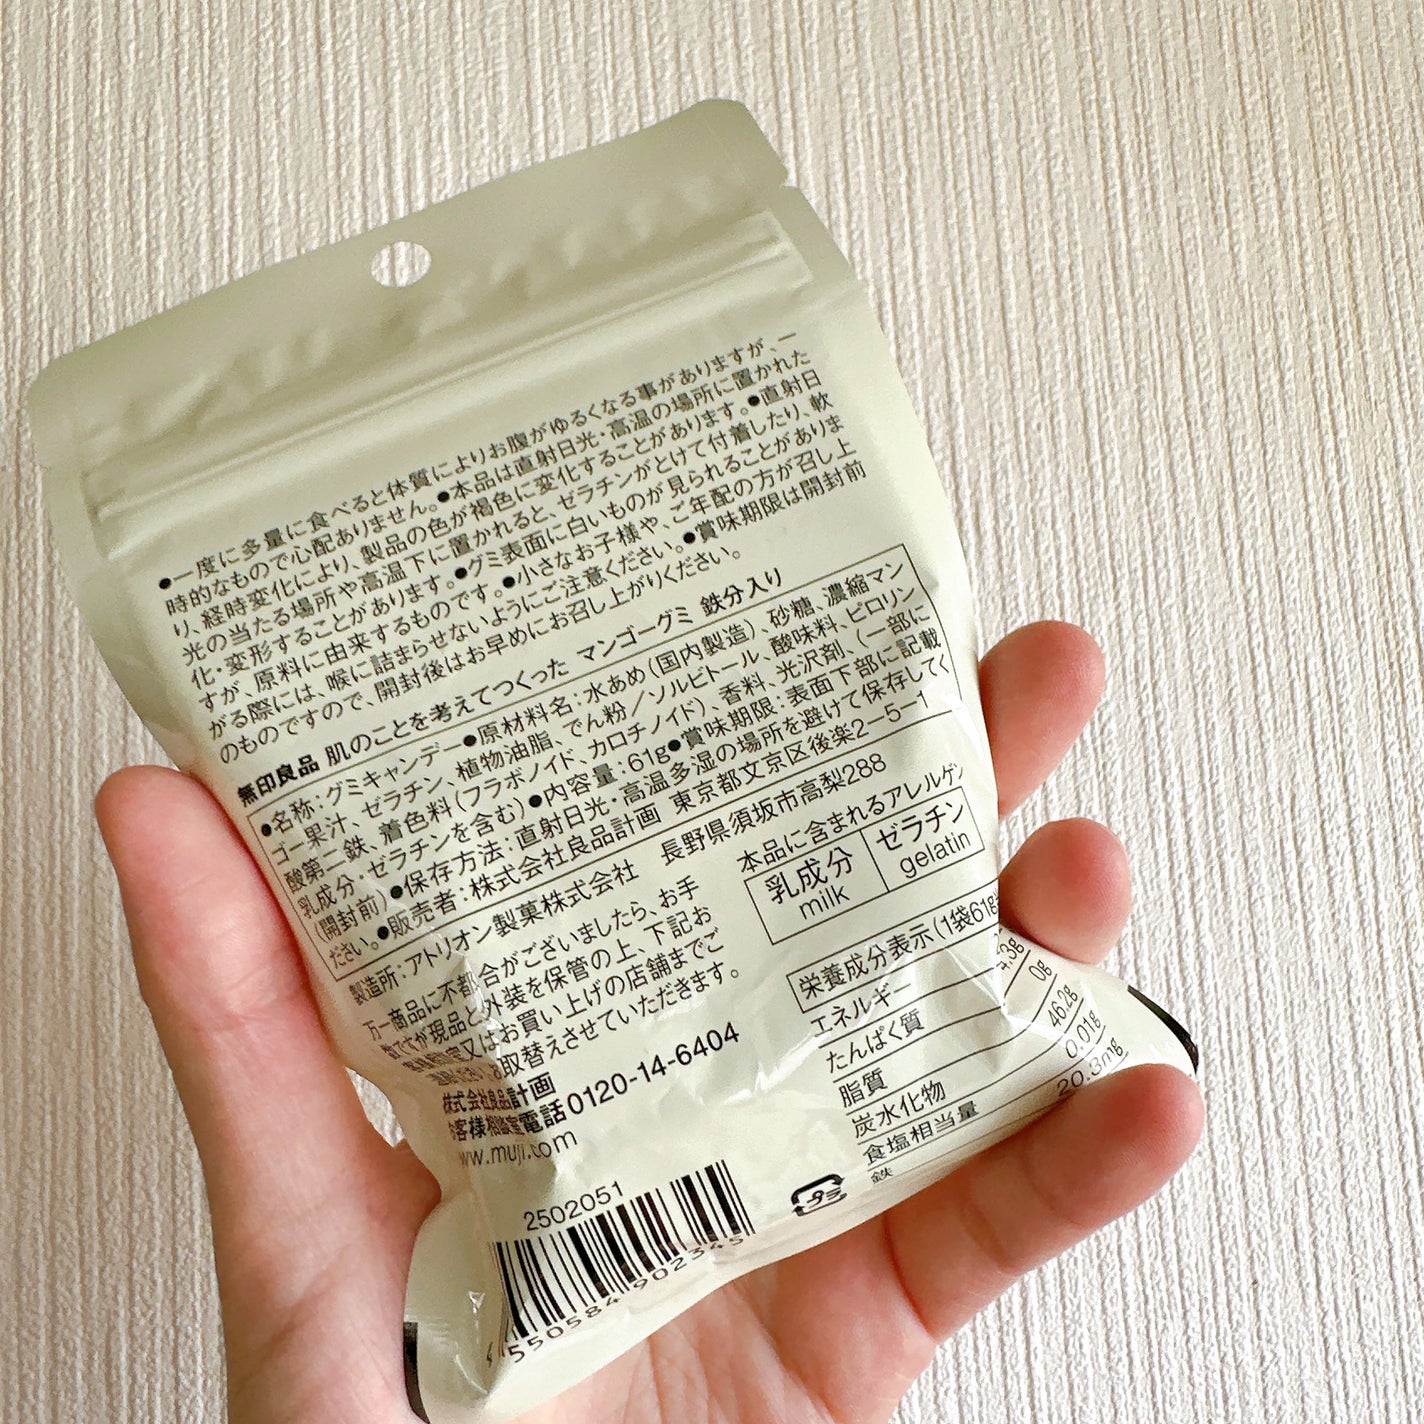 ●一度に多量に食べると体質によりお腹がゆるくなる事がありますが、一
時的なもので心配ありません。●本品は直射日光・高温の場所に置かれた
り、経時変化により、製品の色が褐色に変化することがあります。●直射日
光の当たる場所や高温下に置かれると、ゼラチンがとけて付着したり、軟
化・変形することがあります。●グミ表面に白いものが見られることがありま
すが、原料に由来するものです。●小さなお子様や、ご年配の方が召し上
がる際には、喉に詰まらせないようにご注意ください。●賞味期限は開封前
のものですので、開封後はお早めにお召し上がりください。
無印良品 肌のことを考えてつくった マンゴーグミ 鉄分入り
●名称:グミキャンデー●原材料名:水あめ(国内製造)、砂糖、濃縮マン
ゴー果汁、ゼラチン、植物油脂、でん粉/ソルビトール、酸味料、ピロリン
酸第二鉄、着色料(フラボノイド、カロチノイド)、香料、光沢剤、(一部に
乳成分・ゼラチンを含む)●内容量:61g●賞味期限:表面下部に記載
(開封前)●保存方法:直射日光・高温多湿の場所を避けて保存してく
ださい。●販売者:株式会社良品計画 東京都文京区後楽2-5-1
製造所:アトリオン製菓株式会社 長野県須坂市高梨288
万一商品に不都合がございましたら、お手
数ですが現品と外装を保管の上、下記お
又はお買い上げの店舗までご
お取替えさせていただきます。
株式会社良品計画
お客様相談室電話0120-14-6404
www.muji.com
本品に含まれるアレルゲン
乳成分 ゼラチン
milk gelatin
栄養成分表示(1袋61g
エネルギー
たんぱく質 .3g
脂質 0g
炭水化物 46.2g
食塩相当量 0.01g
鉄 20.3mg
2502051
4 550584 902345